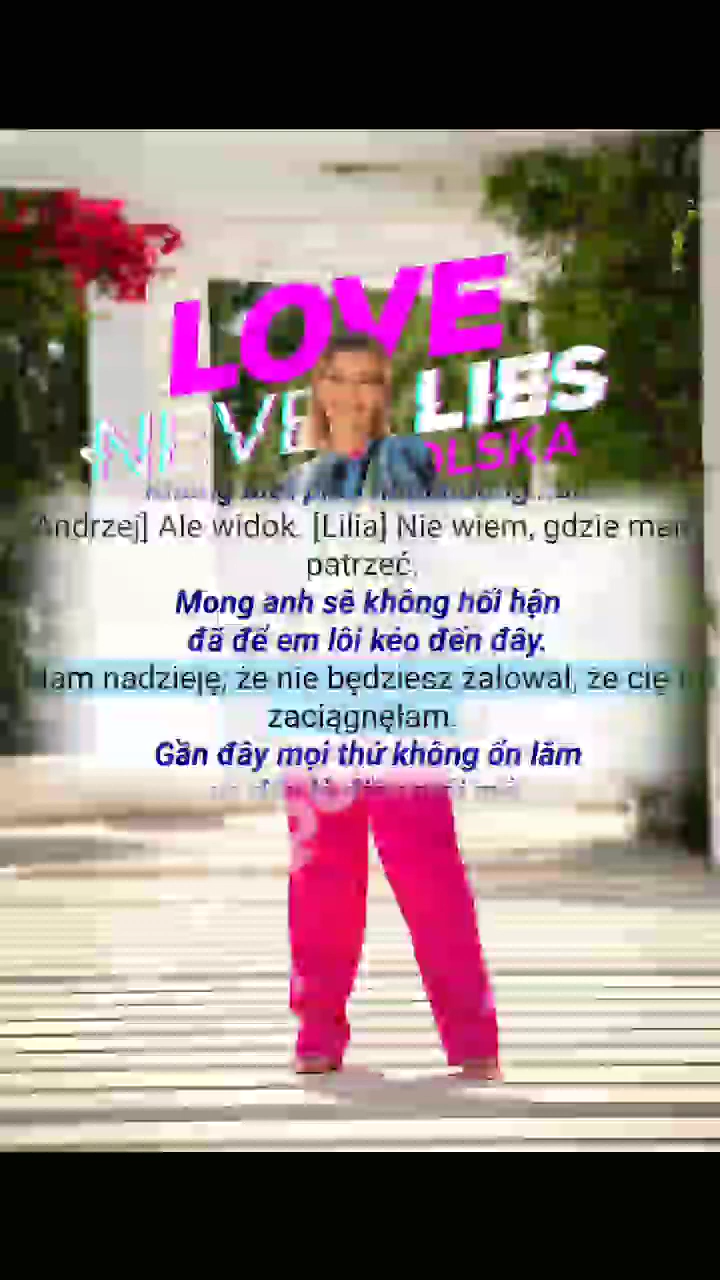 LOVE
LIES
Andrzej] Ale widok. [Lilia] Nie wiem, gdzie mam
patrzeć.
Mong anh sẽ không hối hận
đã để em lôi kéo đến đây.
nadzieję, że nie będziesz żałował, że cię
zaciągnęłam.
Gần đây mọi thứ không ổn lắm